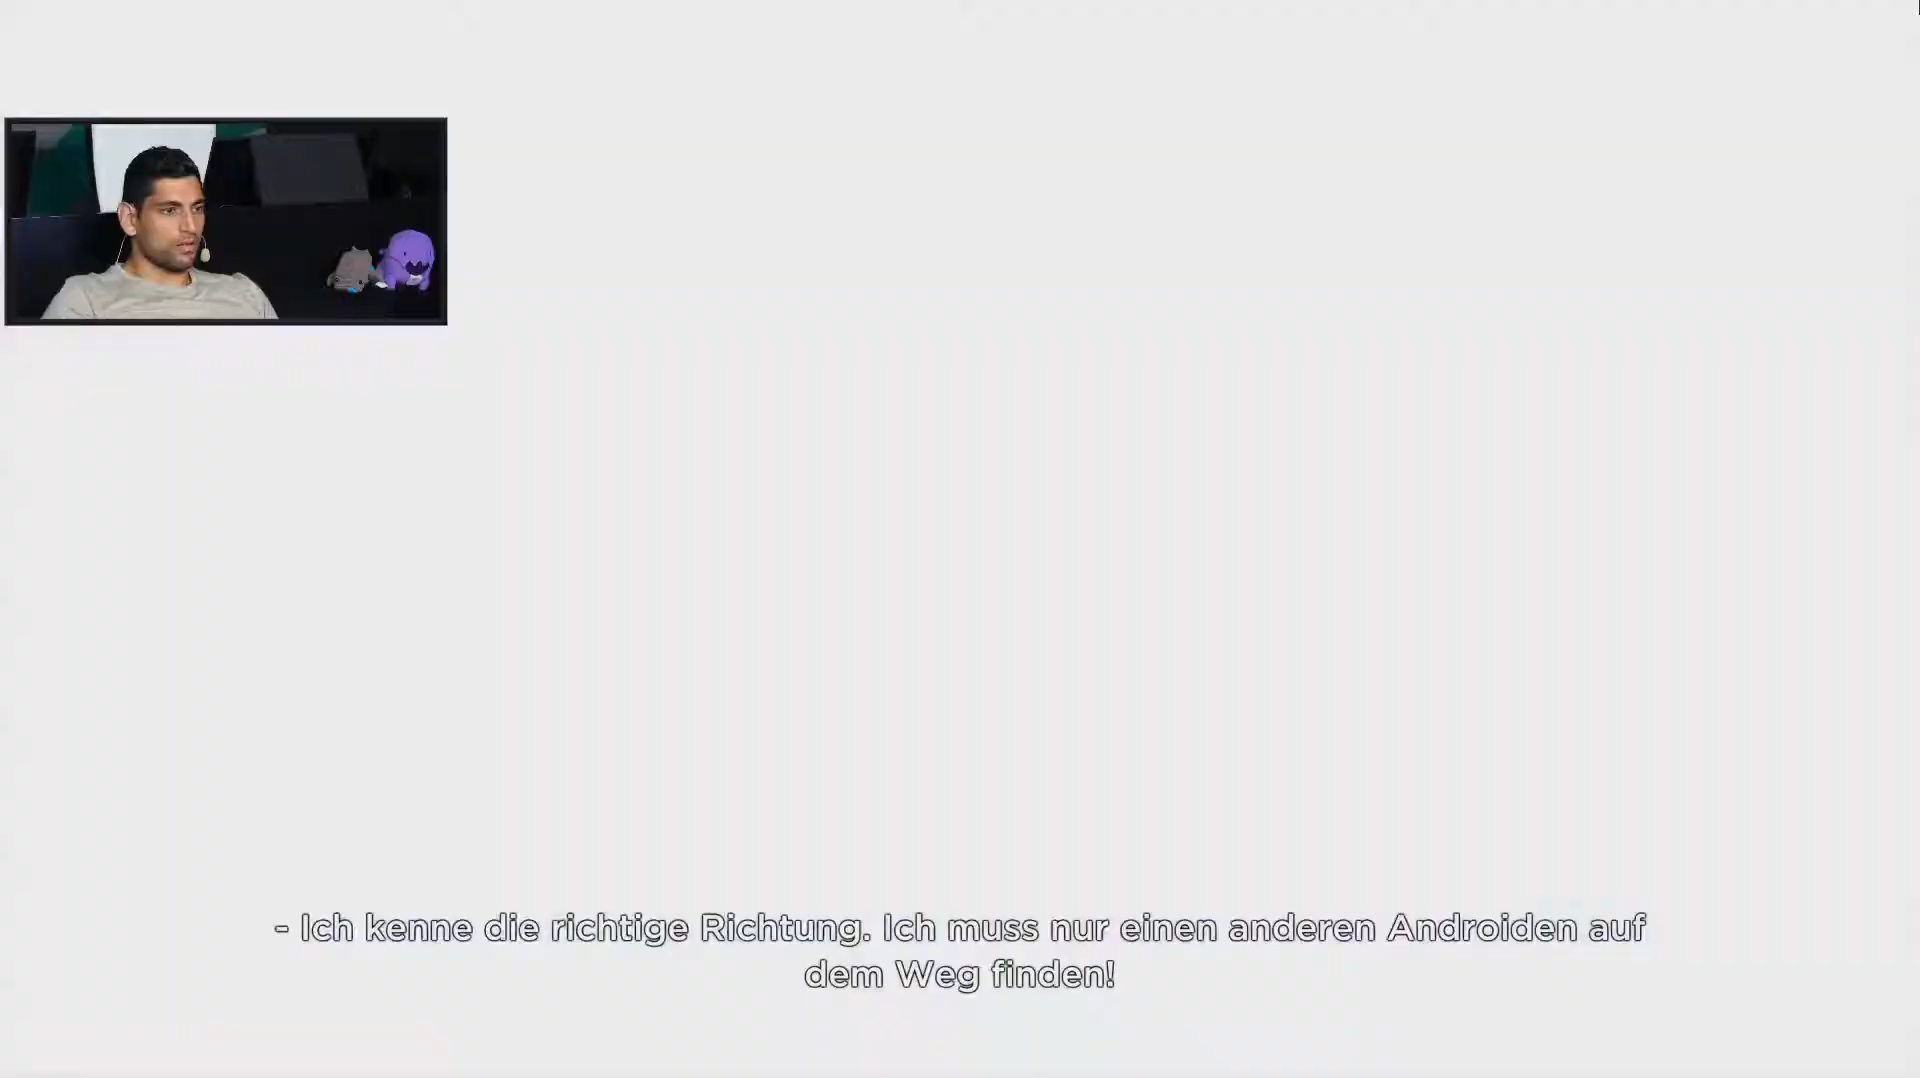 - Ich kenne die richtige Richtung. Ich muss nur einen anderen Androiden auf
dem Weg finden!